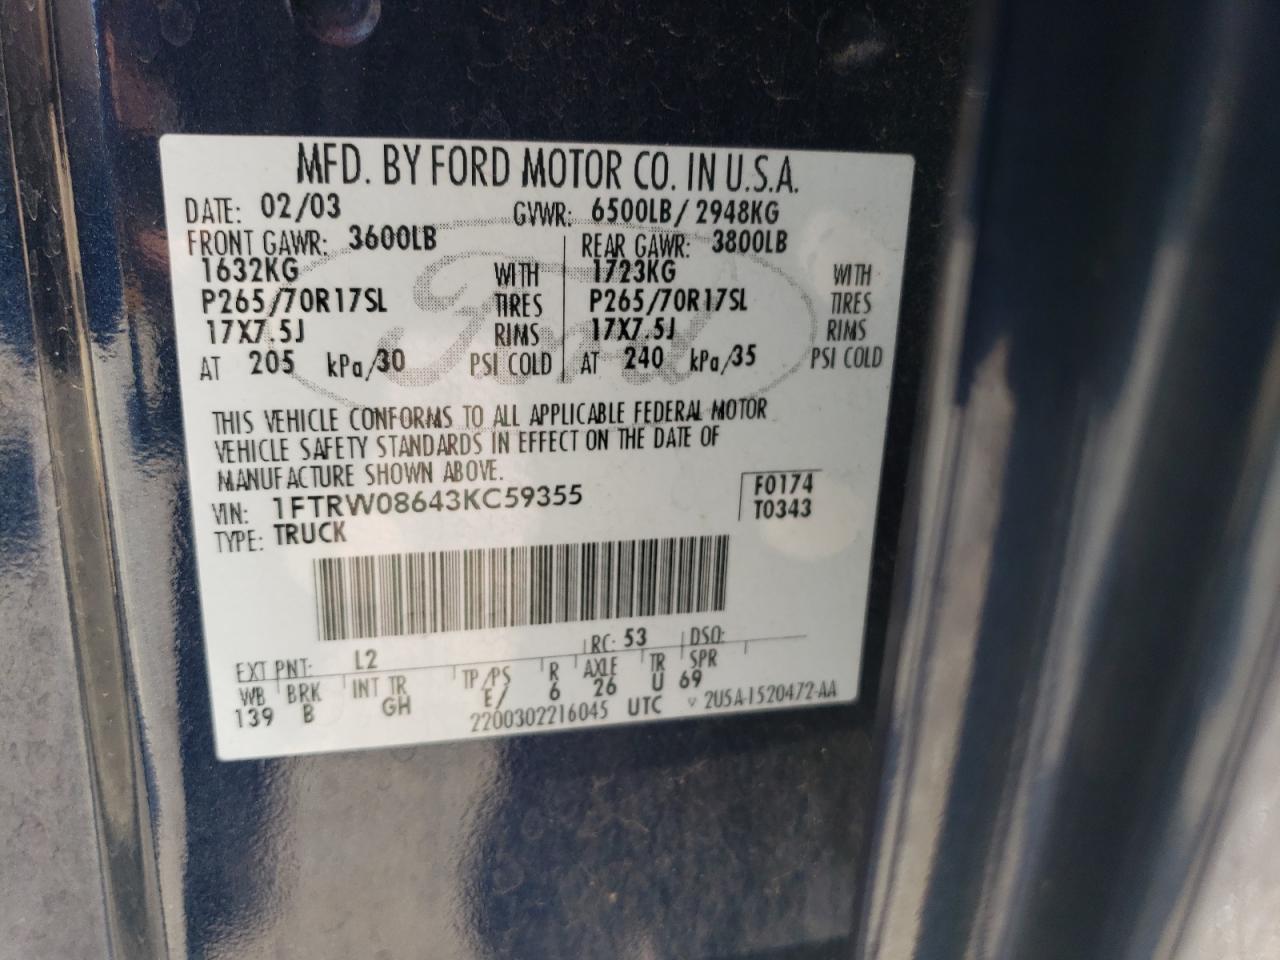 MFD. BY FORD MOTOR CO. IN U.S.A.
DATE: 02/03 GVWR: 6500LB/2948KG
FRONT GAWR: 3600LB REAR GAWR: 3800LB
1632KG WITH 1723KG WITH
P265/70R17SL TIRES P265/70R17SL TIRES
17X7.5J RIMS 17X7.5J RIMS
AT 205 kPa/30 PSI COLD AT 240 kPa/35 PSI COLD
Ford
THIS VEHICLE CONFORMS TO ALL APPLICABLE FEDERAL MOTOR
VEHICLE SAFETY STANDARDS IN EFFECT ON THE DATE OF
MANUFACTURE SHOWN ABOVE.
VIN: 1FTRW08643KC59355 F0174
TYPE: TRUCK T0343
EXT PNT: L2 RC: 53 DSO:
WB BRK INT TR TP/PS R AXLE TR SPR
139 B GH E/ 6 26 U 69
2200302216045 UTC 2U5A-1520472-AA